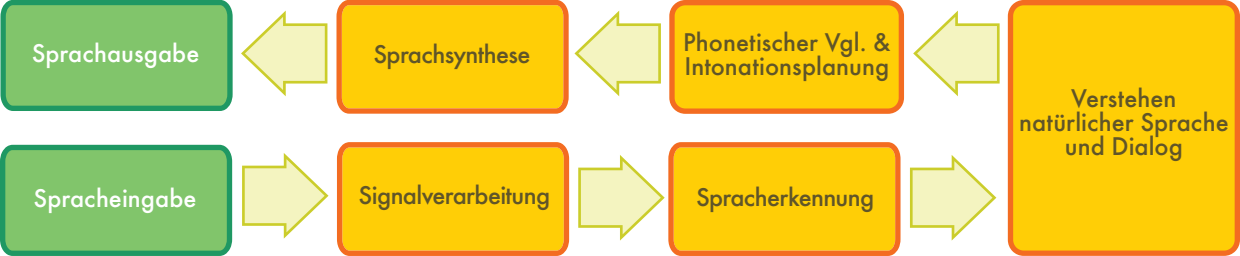 Sprachausgabe
Sprachsynthese
Phonetischer Vgl. &
Intonationsplanung
Verstehen
natürlicher Sprache
und Dialog
Spracheingabe
Signalverarbeitung
Spracherkennung